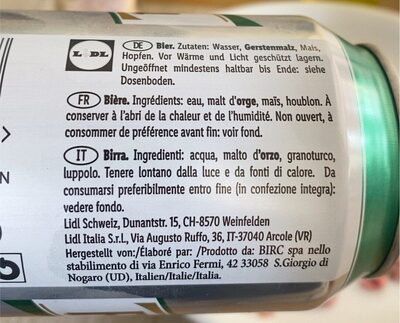 LIDL
DE Bier. Zutaten: Wasser, Gerstenmalz, Mais,
Hopfen. Vor Wärme und Licht geschützt lagern.
Ungeöffnet mindestens haltbar bis Ende: siehe
Dosenboden.
FR Bière. Ingrédients: eau, malt d'orge, maïs, houblon. À
conserver à l'abri de la chaleur et de l'humidité. Non ouvert, à
consommer de préférence avant fin: voir fond.
IT Birra. Ingredienti: acqua, malto d'orzo, granoturco,
luppolo. Tenere lontano dalla luce e da fonti di calore. Da
consumarsi preferibilmente entro fine (in confezione integra):
vedere fondo.
Lidl Schweiz, Dunantstr. 15, CH-8570 Weinfelden
Lidl Italia S.r.l., Via Augusto Ruffo, 36, IT-37040 Arcole (VR)
Hergestellt von:/Élaboré par: /Prodotto da: BIRC spa nello
stabilimento di via Enrico Fermi, 42 33058 S.Giorgio di
Nogaro (UD), Italien/Italie/Italia.